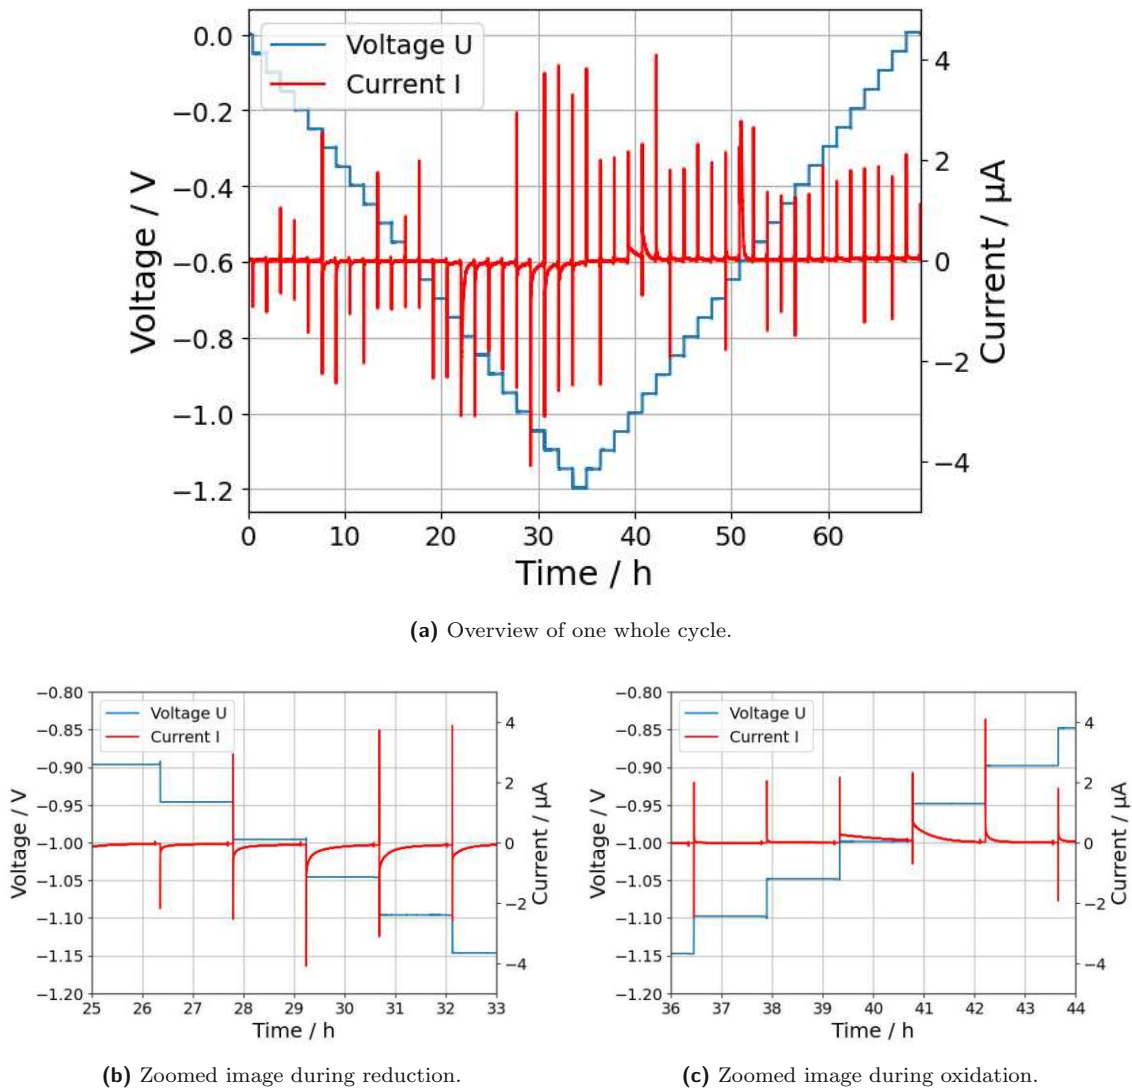 Voltage U
Current I
0.0
−0.2
−0.4
−0.6
−0.8
−1.0
−1.2
Voltage / V
4
2
0
−2
−4
Current / µA
0 10 20 30 40 50 60
Time / h
(a) Overview of one whole cycle.
Voltage U
Current I
−0.80
−0.85
−0.90
−0.95
−1.00
−1.05
−1.10
−1.15
−1.20
Voltage / V
4
2
0
−2
−4
Current / µA
25 26 27 28 29 30 31 32 33
Time / h
(b) Zoomed image during reduction.
Voltage U
Current I
−0.80
−0.85
−0.90
−0.95
−1.00
−1.05
−1.10
−1.15
−1.20
Voltage / V
4
2
0
−2
−4
Current / µA
36 37 38 39 40 41 42 43 44
Time / h
(c) Zoomed image during oxidation.